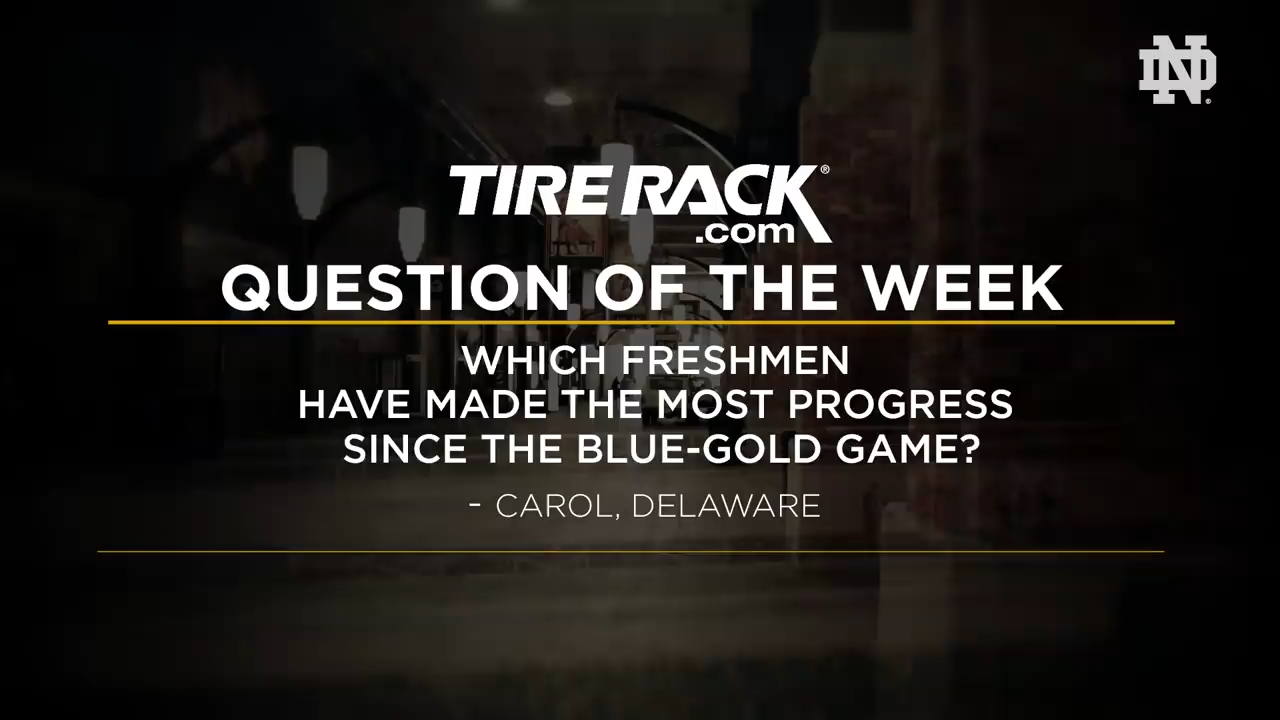 ND
TIRE RACK®
.com
QUESTION OF THE WEEK
WHICH FRESHMEN
HAVE MADE THE MOST PROGRESS
SINCE THE BLUE-GOLD GAME?
- CAROL, DELAWARE